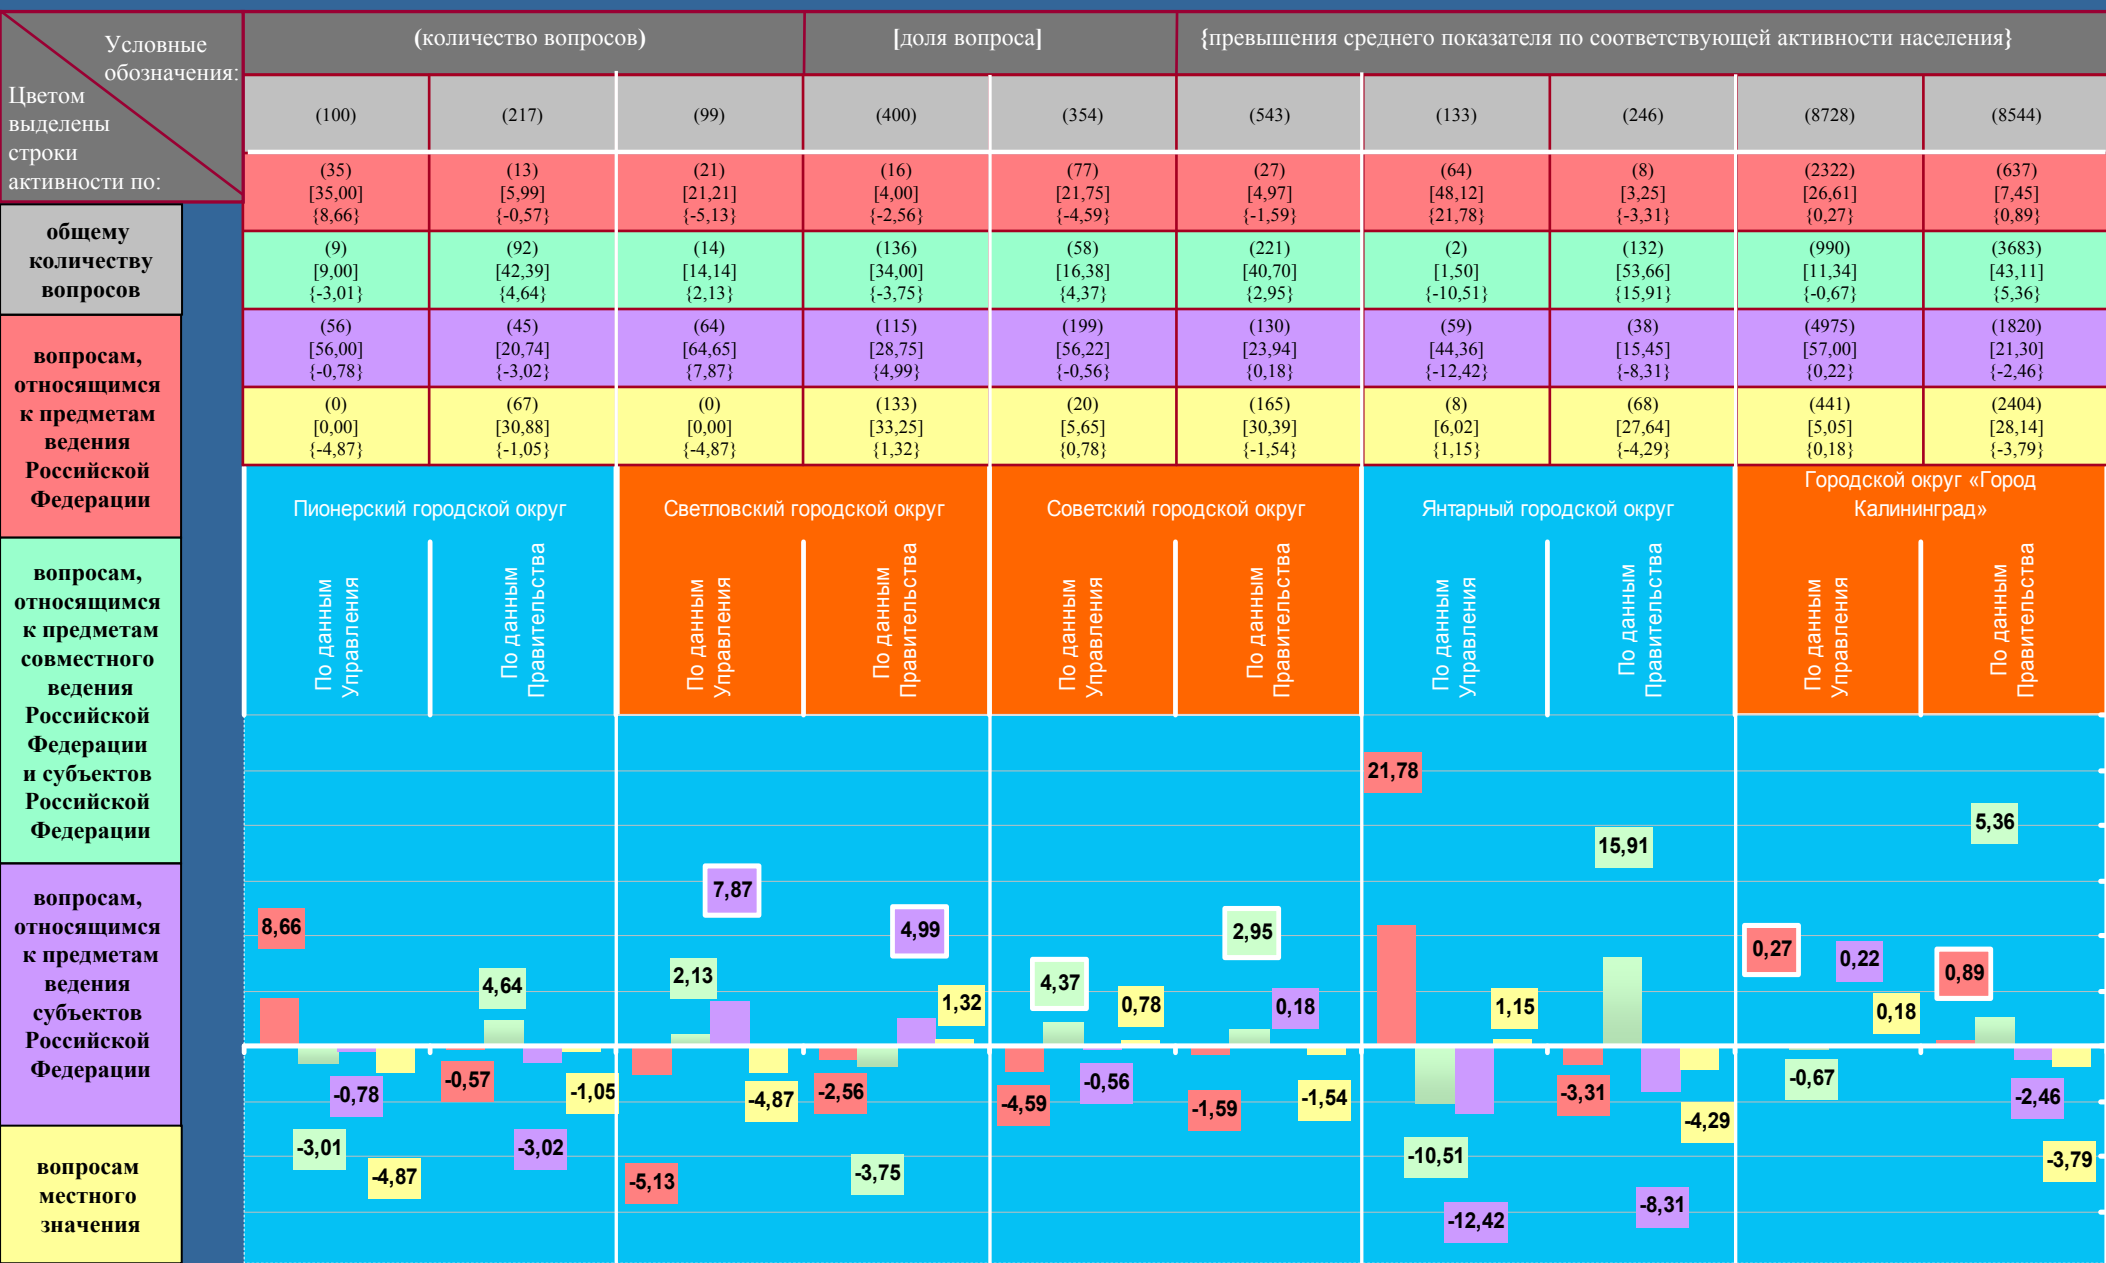 Условные
обозначения:
Цветом
выделены
строки
активности по:
(количество вопросов)
[доля вопроса]
{превышения среднего показателя по соответствующей активности населения}
(100)
(217)
(99)
(400)
(354)
(543)
(133)
(246)
(8728)
(8544)
(35)
[35,00]
{8,66}
(13)
[5,99]
{-0,57}
(21)
[21,21]
{-5,13}
(16)
[4,00]
{-2,56}
(77)
[21,75]
{-4,59}
(27)
[4,97]
{-1,59}
(64)
[48,12]
{21,78}
(8)
[3,25]
{-3,31}
(2322)
[26,61]
{0,27}
(637)
[7,45]
{0,89}
(9)
[9,00]
{-3,01}
(92)
[42,39]
{4,64}
(14)
[14,14]
{2,13}
(136)
[34,00]
{-3,75}
(58)
[16,38]
{4,37}
(221)
[40,70]
{2,95}
(2)
[1,50]
{-10,51}
(132)
[53,66]
{15,91}
(990)
[11,34]
{-0,67}
(3683)
[43,11]
{5,36}
(56)
[56,00]
{-0,78}
(45)
[20,74]
{-3,02}
(64)
[64,65]
{7,87}
(115)
[28,75]
{4,99}
(199)
[56,22]
{-0,56}
(130)
[23,94]
{0,18}
(59)
[44,36]
{-12,42}
(38)
[15,45]
{-8,31}
(4975)
[57,00]
{0,22}
(1820)
[21,30]
{-2,46}
(0)
[0,00]
{-4,87}
(67)
[30,88]
{-1,05}
(0)
[0,00]
{-4,87}
(133)
[33,25]
{1,32}
(20)
[5,65]
{0,78}
(165)
[30,39]
{-1,54}
(8)
[6,02]
{1,15}
(68)
[27,64]
{-4,29}
(441)
[5,05]
{0,18}
(2404)
[28,14]
{-3,79}
общему
количеству
вопросов
вопросам,
относящимся
к предметам
ведения
Российской
Федерации
вопросам,
относящимся
к предметам
совместного
ведения
Российской
Федерации
и субъектов
Российской
Федерации
вопросам,
относящимся
к предметам
ведения
субъектов
Российской
Федерации
вопросам
местного
значения
Пионерский городской округ
Светловский городской округ
Советский городской округ
Янтарный городской округ
Городской округ «Город
Калининград»
По данным
Управления
По данным
Правительства
По данным
Управления
По данным
Правительства
По данным
Управления
По данным
Правительства
По данным
Управления
По данным
Правительства
По данным
Управления
По данным
Правительства
8,66
-3,01
-0,78
-4,87
-0,57
4,64
-3,02
-1,05
-5,13
2,13
7,87
-4,87
-2,56
-3,75
4,99
1,32
-4,59
4,37
-0,56
0,78
-1,59
2,95
0,18
-1,54
21,78
-10,51
-12,42
1,15
-3,31
15,91
-8,31
-4,29
0,27
-0,67
0,22
0,18
0,89
5,36
-2,46
-3,79